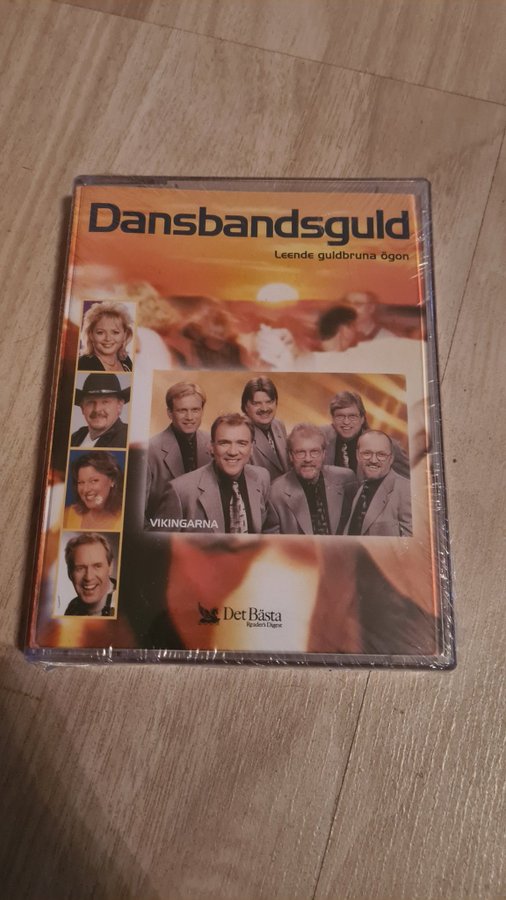 Dansbandsguld
Leende guldbruna ögon
VIKINGARNA
Det Bästa
Reader's Digest